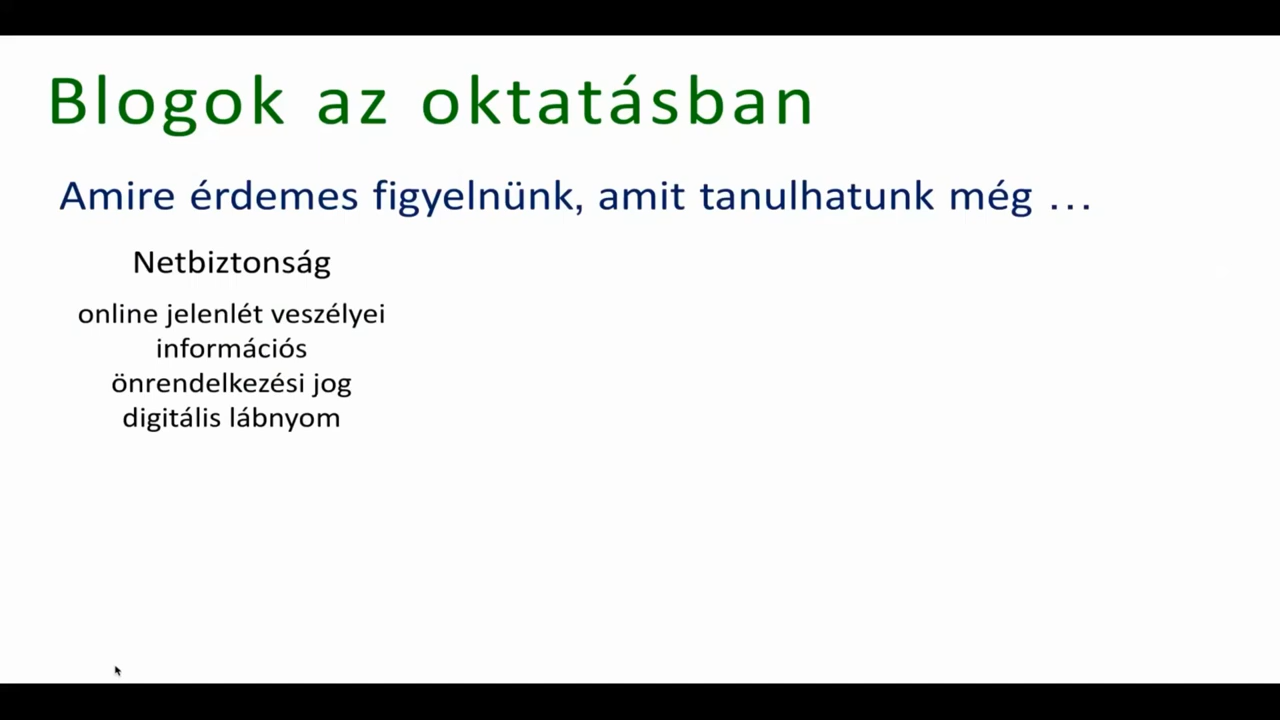 Blogok az oktatásban
Amire érdemes figyelnünk, amit tanulhatunk még …
Netbiztonság
online jelenlét veszélyei
információs
önrendelkezési jog
digitális lábnyom